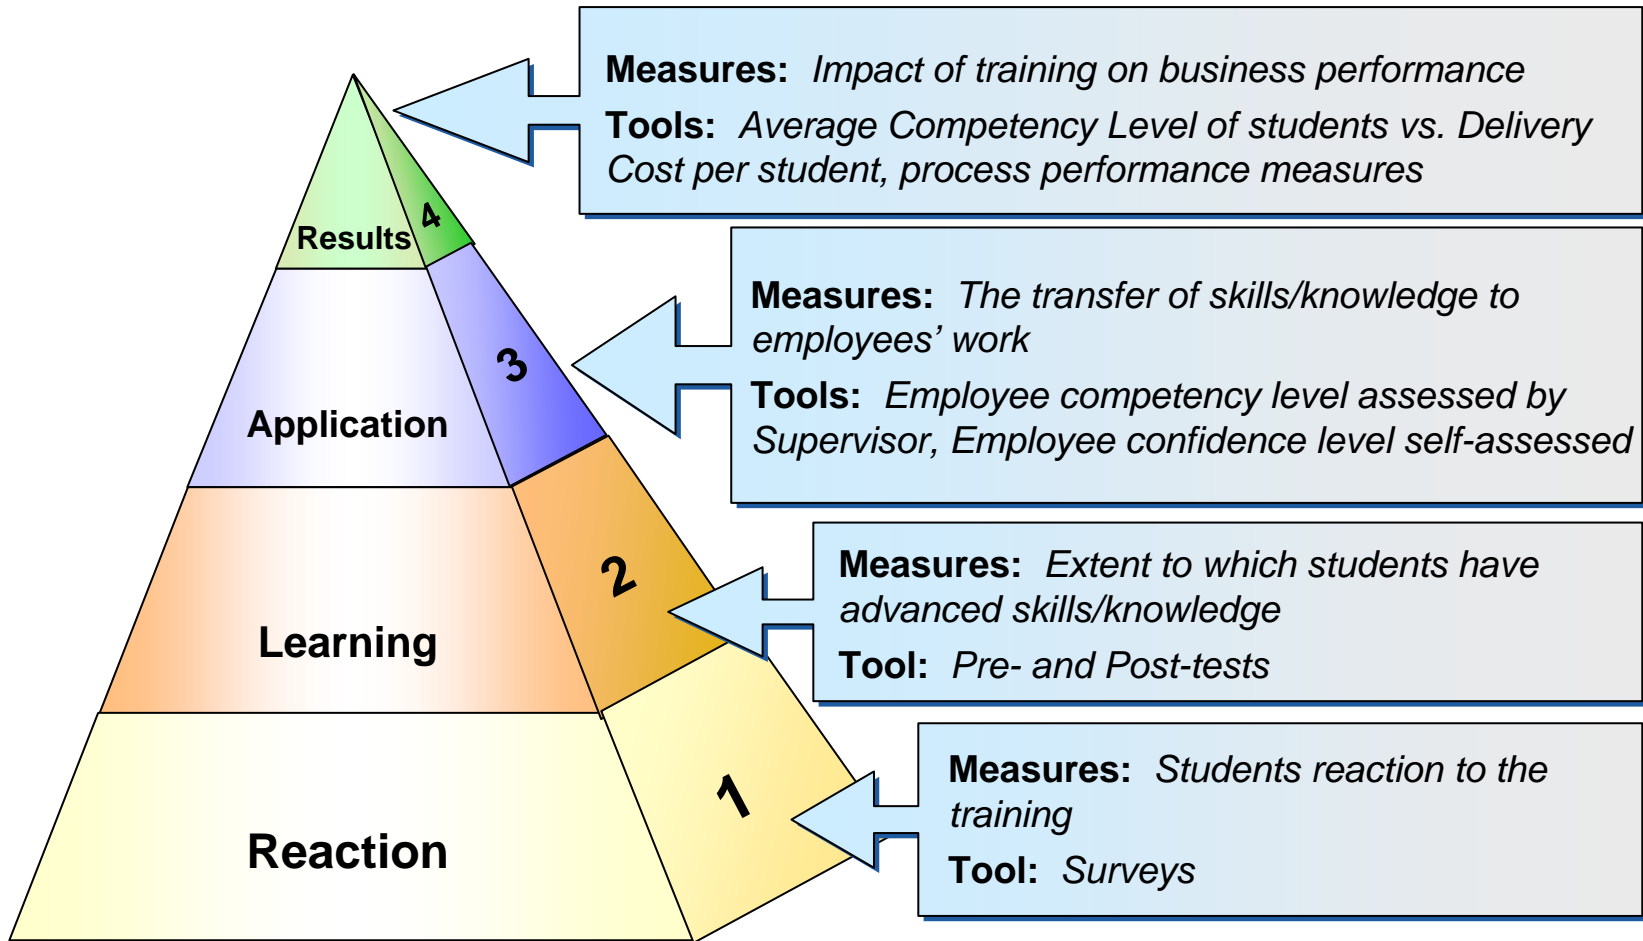 Measures: Impact of training on business performance
Tools: Average Competency Level of students vs. Delivery
Cost per student, process performance measures
4
Results
Measures: The transfer of skills/knowledge to
employees’ work
Tools: Employee competency level assessed by
Supervisor, Employee confidence level self-assessed
3
Application
Measures: Extent to which students have
advanced skills/knowledge
Tool: Pre- and Post-tests
2
Learning
Measures: Students reaction to the
training
Tool: Surveys
1
Reaction